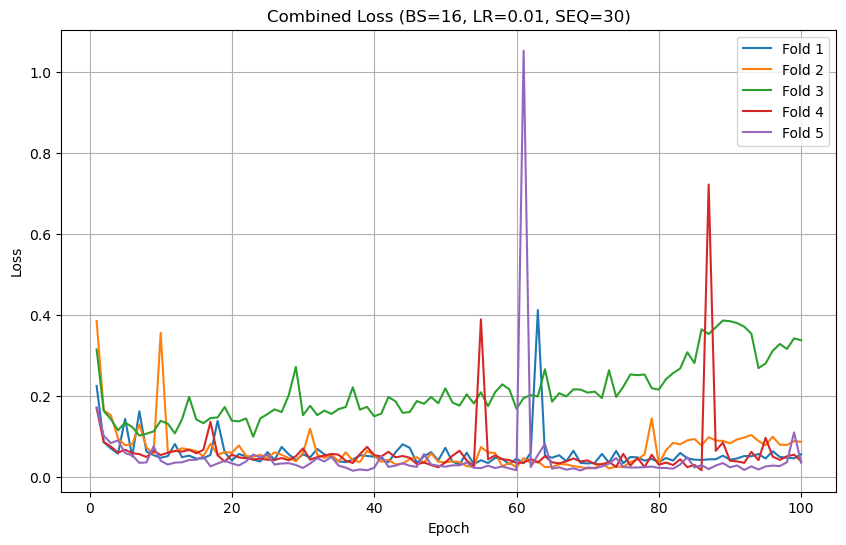 Combined Loss (BS=16, LR=0.01, SEQ=30)
Fold 1
Fold 2
Fold 3
Fold 4
Fold 5
1.0
0.8
0.6
0.4
0.2
0.0
Loss
0 20 40 60 80 100
Epoch